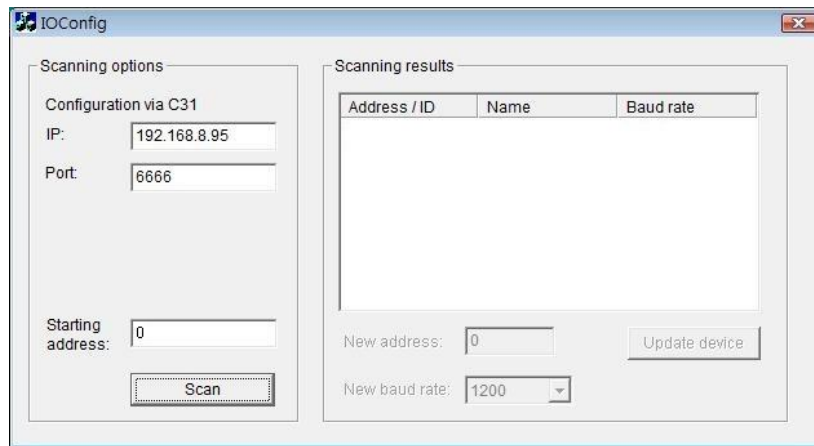 IOConfig
Scanning options
Configuration via C31
IP: 192.168.8.95
Port: 6666
Starting
address: 0
Scan
Scanning results
Address / ID Name Baud rate
New address: 0 Update device
New baud rate: 1200